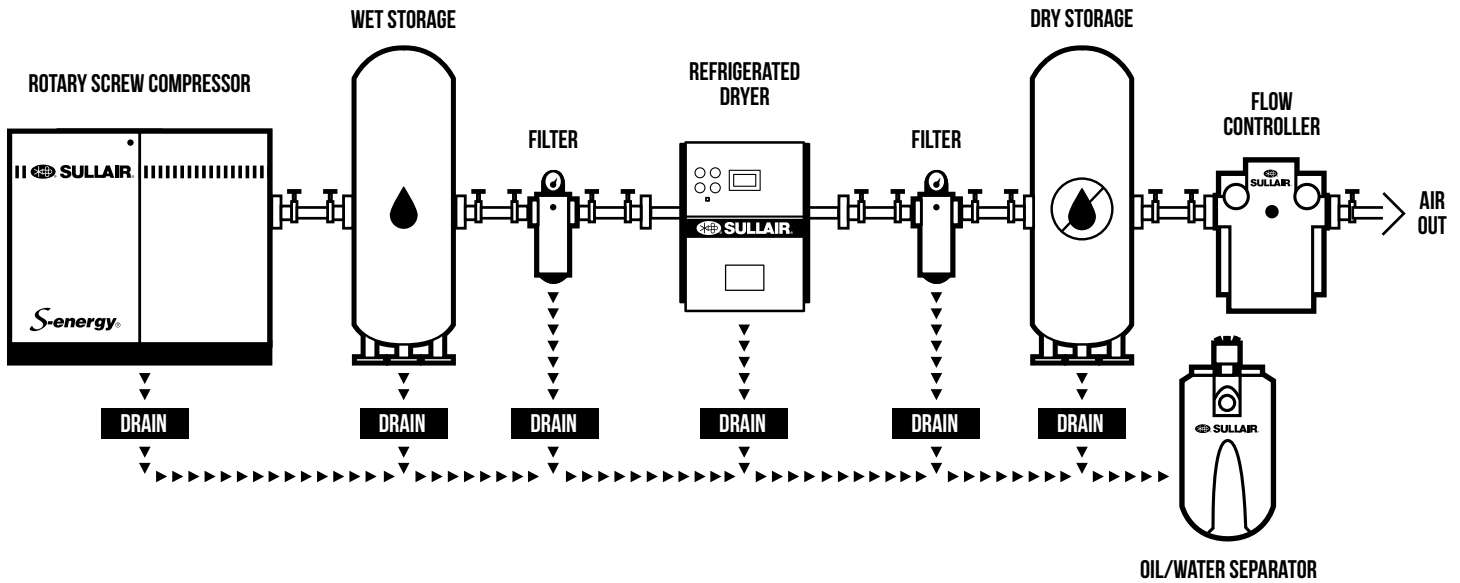 WET STORAGE
DRY STORAGE
ROTARY SCREW COMPRESSOR
REFRIGERATED
DRYER
FLOW
CONTROLLER
FILTER
FILTER
SULLAIR
SULLAIR
SULLAIR
AIR
OUT
S-energy®
DRAIN
DRAIN
DRAIN
DRAIN
DRAIN
DRAIN
SULLAIR
OIL/WATER SEPARATOR